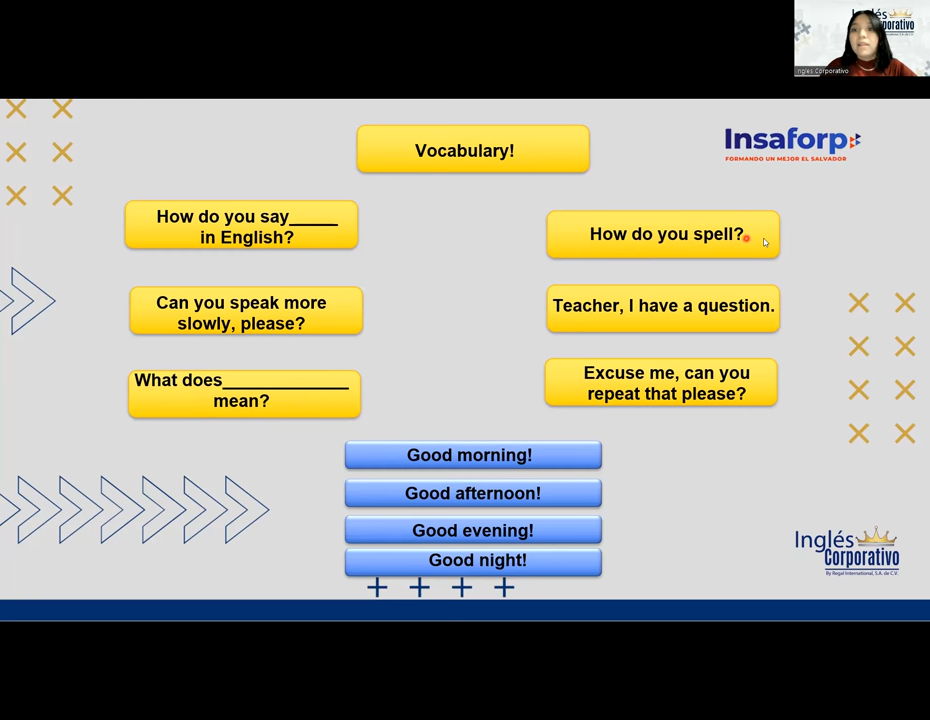 Inglés
Corporativo
Ingles Corporativo
Vocabulary!
Insaforp
FORMANDO UN MEJOR EL SALVADOR
How do you say_____
in English?
How do you spell?
Can you speak more
slowly, please?
Teacher, I have a question.
What does_____________
mean?
Excuse me, can you
repeat that please?
Good morning!
Good afternoon!
Good evening!
Good night!
Inglés
Corporativo
By Regal International, S.A. de C.V.